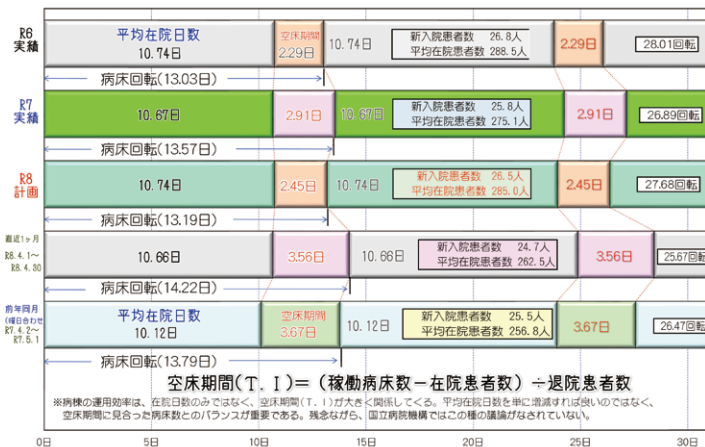 R6
実績
平均在院日数
10.74日
空床期間
2.29日
10.74日
新入院患者数 26.8人
平均在院患者数 288.5人
2.29日
28.01回転
病床回転(13.03日)
R7
実績
10.67日
2.91日
10.67日
新入院患者数 25.8人
平均在院患者数 275.1人
2.91日
26.89回転
病床回転(13.57日)
R8
計画
10.74日
2.45日
10.74日
新入院患者数 26.5人
平均在院患者数 285.0人
2.45日
27.68回転
病床回転(13.19日)
直近1ヶ月
R8.4.1~
R8.4.30
10.66日
3.56日
10.66日
新入院患者数 24.7人
平均在院患者数 262.5人
3.56日
25.67回転
病床回転(14.22日)
前年同月
(曜日合わせ
R7.4.2~
R7.5.1
平均在院日数
10.12日
空床期間
3.67日
10.12日
新入院患者数 25.5人
平均在院患者数 256.8人
3.67日
26.47回転
病床回転(13.79日)
空床期間(T.I)=(稼働病床数-在院患者数)÷退院患者数
※病棟の運用効率は、在院日数のみではなく、空床期間(T.I)が大きく関係してくる。平均在院日数を単に増減すれば良いのではなく、
空床期間に見合った病床数とのバランスが重要である。残念ながら、国立病院機構ではこの種の議論がなされていない。
0日 5日 10日 15日 20日 25日 30日